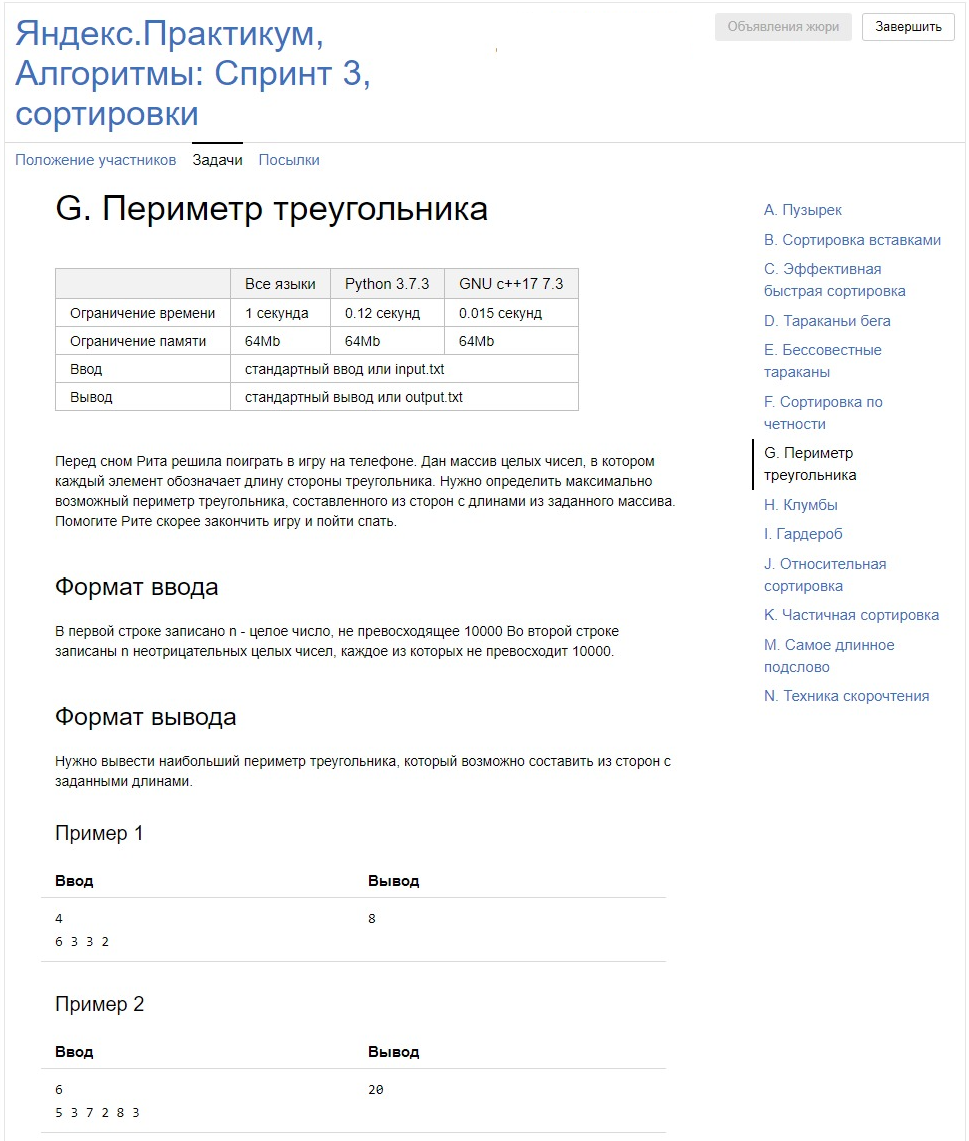 Яндекс.Практикум,
Алгоритмы: Спринт 3,
сортировки
Объявления жюри
Завершить
Положение участников Задачи Посылки
G. Периметр треугольника
Все языки Python 3.7.3 GNU c++17 7.3
Ограничение времени 1 секунда 0.12 секунд 0.015 секунд
Ограничение памяти 64Mb 64Mb 64Mb
Ввод стандартный ввод или input.txt
Вывод стандартный вывод или output.txt
Перед сном Рита решила поиграть в игру на телефоне. Дан массив целых чисел, в котором
каждый элемент обозначает длину стороны треугольника. Нужно определить максимально
возможный периметр треугольника, составленного из сторон с длинами из заданного массива.
Помогите Рите скорее закончить игру и пойти спать.
Формат ввода
В первой строке записано n - целое число, не превосходящее 10000 Во второй строке
записаны n неотрицательных целых чисел, каждое из которых не превосходит 10000.
Формат вывода
Нужно вывести наибольший периметр треугольника, который возможно составить из сторон с
заданными длинами.
Пример 1
Ввод Вывод
4 8
6 3 3 2
Пример 2
Ввод Вывод
6 20
5 3 7 2 8 3
A. Пузырек
B. Сортировка вставками
C. Эффективная
быстрая сортировка
D. Тараканьи бега
E. Бессовестные
тараканы
F. Сортировка по
четности
G. Периметр
треугольника
H. Клумбы
I. Гардероб
J. Относительная
сортировка
K. Частичная сортировка
M. Самое длинное
подслово
N. Техника скорочтения